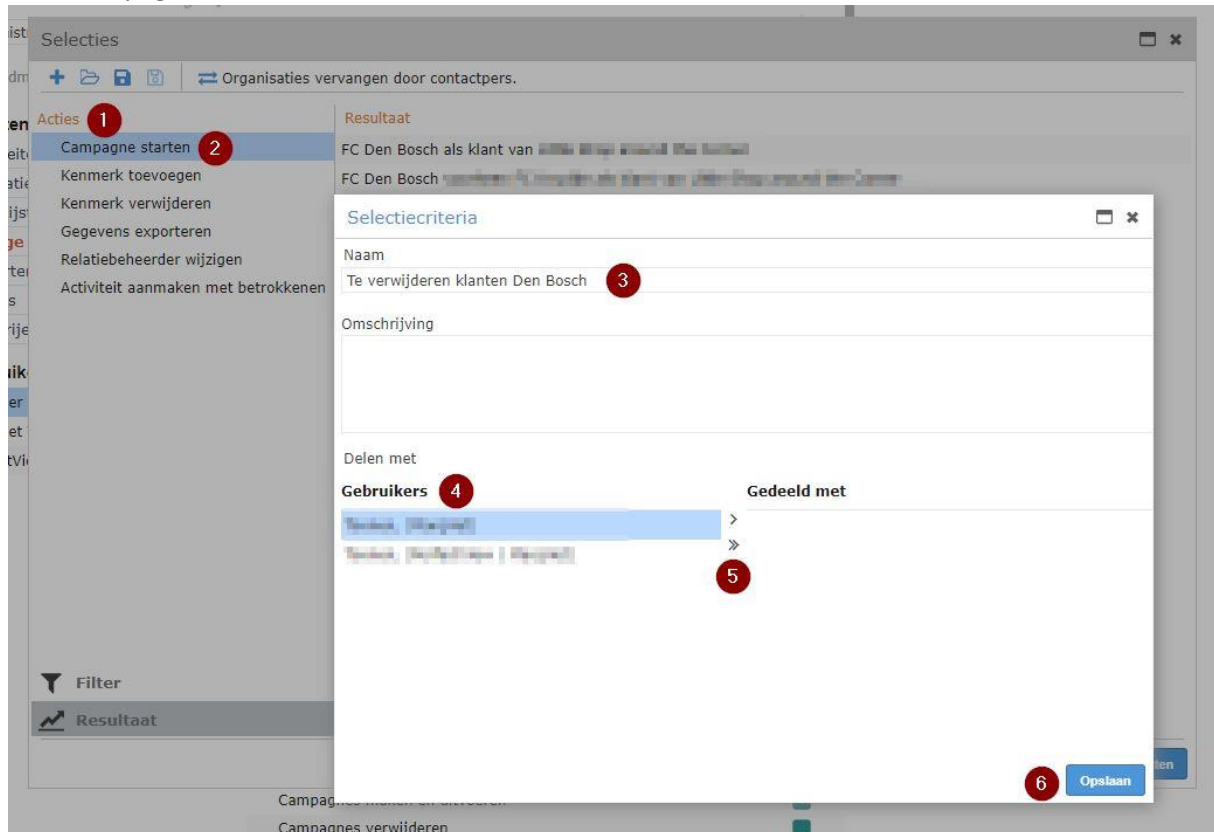 Selecties
Organisaties vervangen door contactpers.
Acties 1
Resultaat
Campagne starten 2
FC Den Bosch als klant van
Kenmerk toevoegen
FC Den Bosch
Kenmerk verwijderen
Gegevens exporteren
Relatiebeheerder wijzigen
Activiteit aanmaken met betrokkenen
Selectiecriteria
Naam
Te verwijderen klanten Den Bosch 3
Omschrijving
Delen met
Gebruikers 4
Gedeeld met
5
Filter
Resultaat
6 Opslaan
Campagnes verwijderen